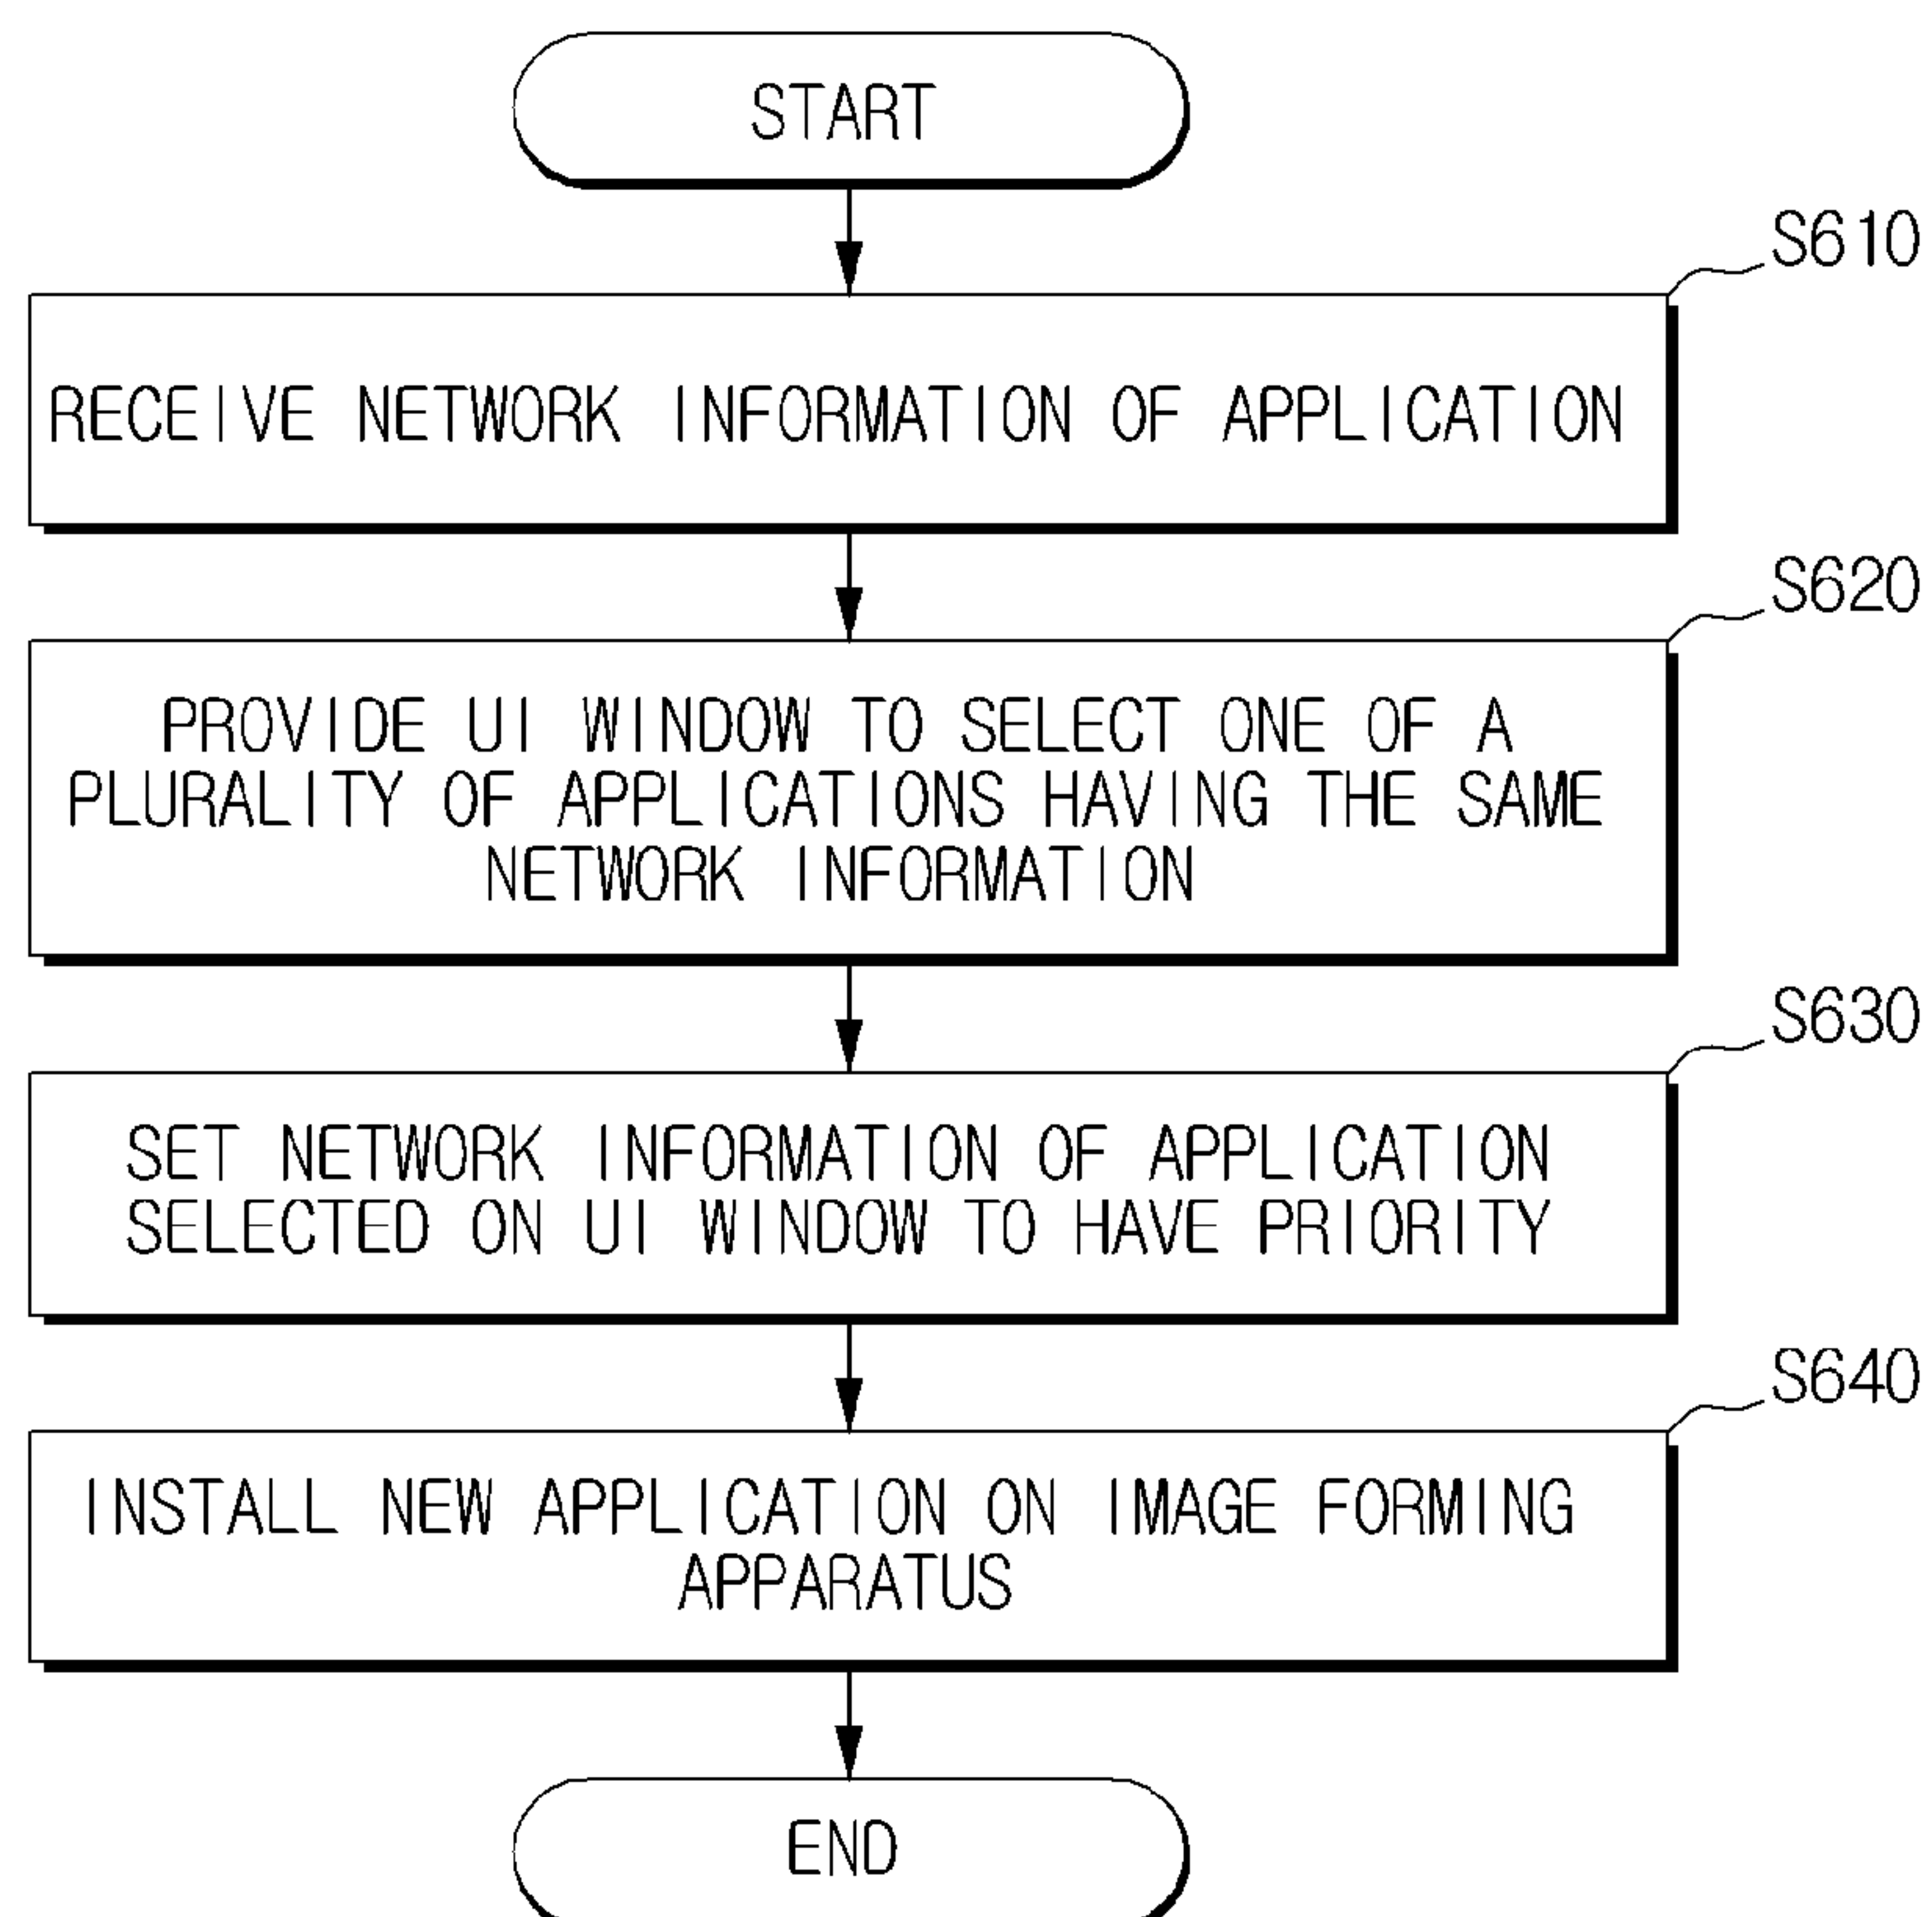 START
S610
RECEIVE NETWORK INFORMATION OF APPLICATION
S620
PROVIDE UI WINDOW TO SELECT ONE OF A
PLURALITY OF APPLICATIONS HAVING THE SAME
NETWORK INFORMATION
S630
SET NETWORK INFORMATION OF APPLICATION
SELECTED ON UI WINDOW TO HAVE PRIORITY
S640
INSTALL NEW APPLICATION ON IMAGE FORMING
APPARATUS
END